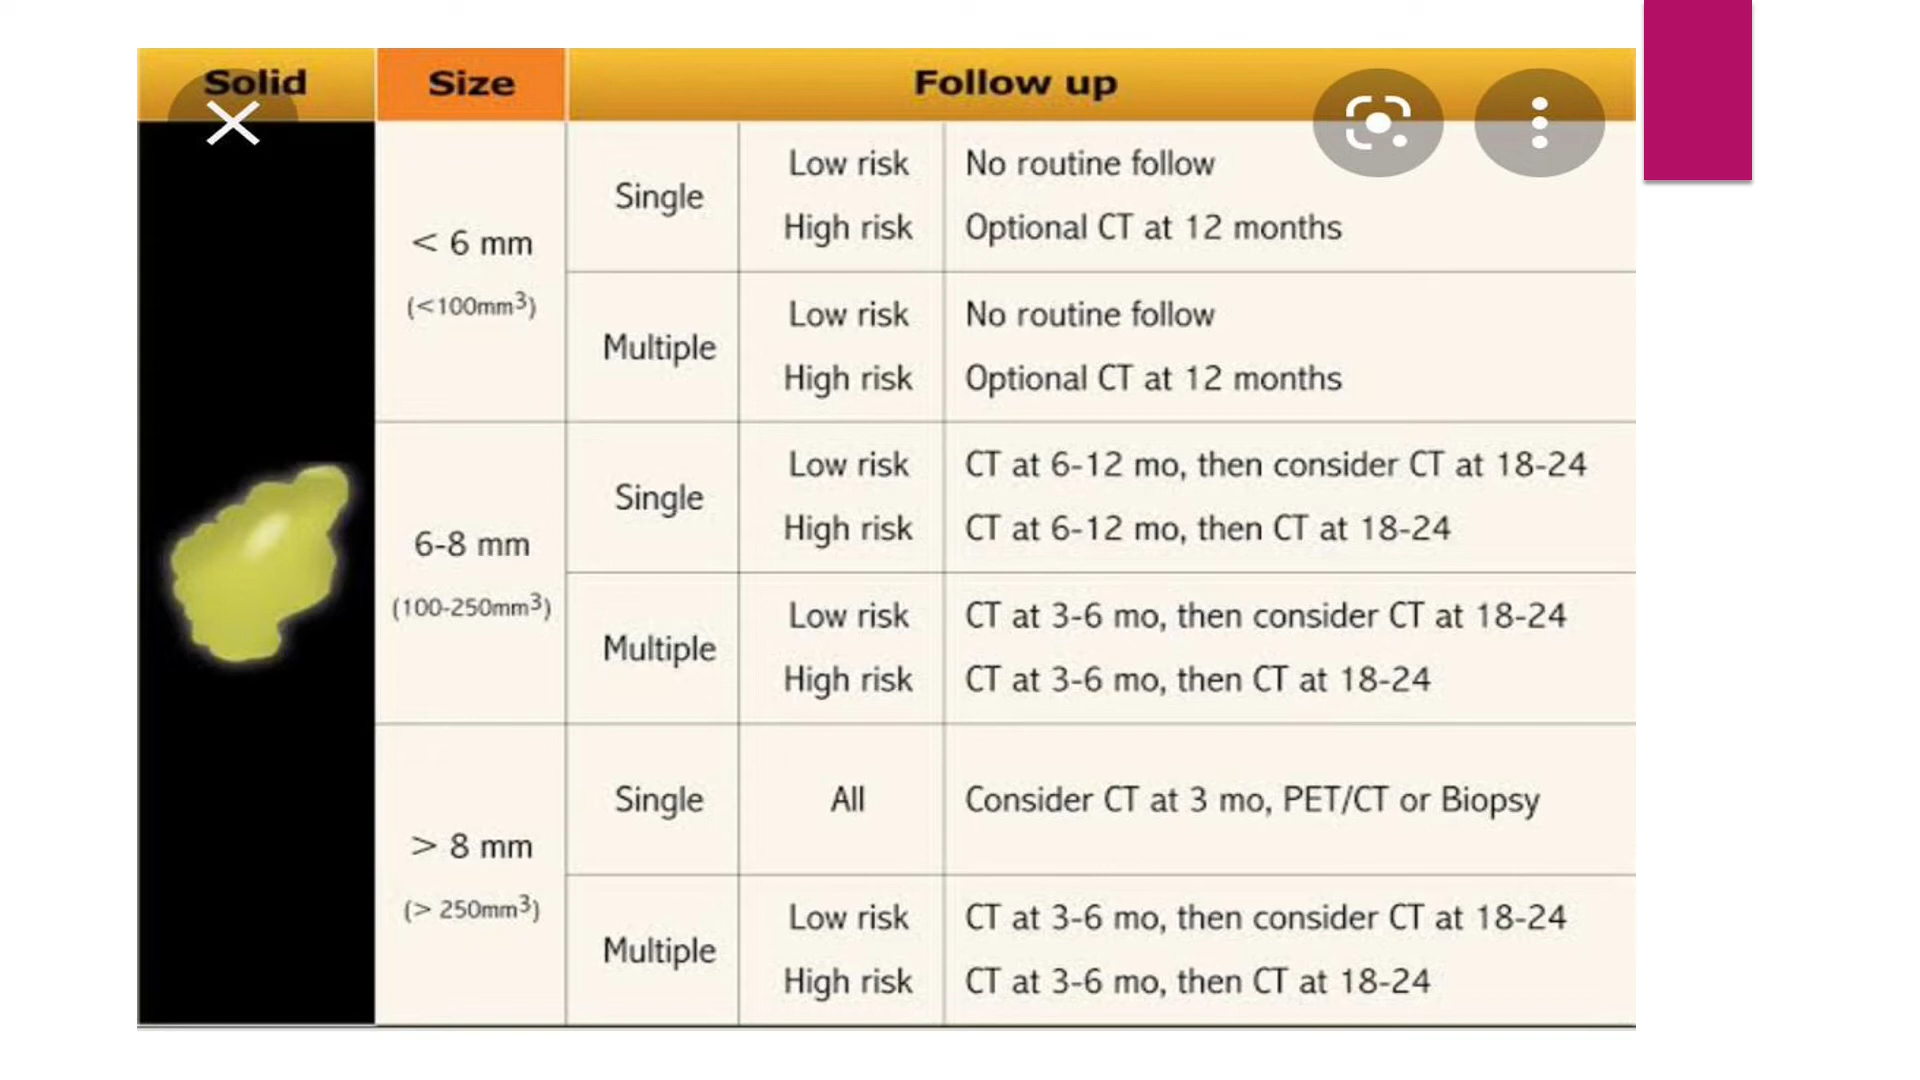 Solid Size Follow up
< 6 mm
(<100mm³)
Single
Low risk No routine follow
High risk Optional CT at 12 months
Multiple
Low risk No routine follow
High risk Optional CT at 12 months
6-8 mm
(100-250mm³)
Single
Low risk CT at 6-12 mo, then consider CT at 18-24
High risk CT at 6-12 mo, then CT at 18-24
Multiple
Low risk CT at 3-6 mo, then consider CT at 18-24
High risk CT at 3-6 mo, then CT at 18-24
> 8 mm
(> 250mm³)
Single All Consider CT at 3 mo, PET/CT or Biopsy
Multiple
Low risk CT at 3-6 mo, then consider CT at 18-24
High risk CT at 3-6 mo, then CT at 18-24